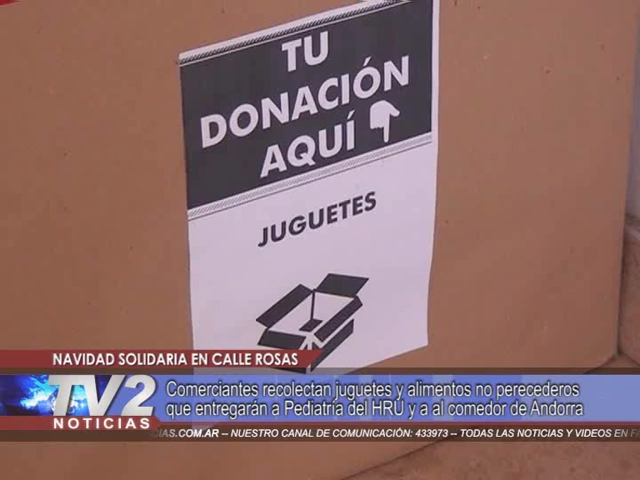 TU
DONACIÓN
AQUÍ
JUGUETES
NAVIDAD SOLIDARIA EN CALLE ROSAS
TV2
NOTICIAS
Comerciantes recolectan juguetes y alimentos no perecederos
que entregarán a Pediatría del HRU y a al comedor de Andorra
CIAS.COM.AR -- NUESTRO CANAL DE COMUNICACIÓN: 433973 -- TODAS LAS NOTICIAS Y VIDEOS EN FA